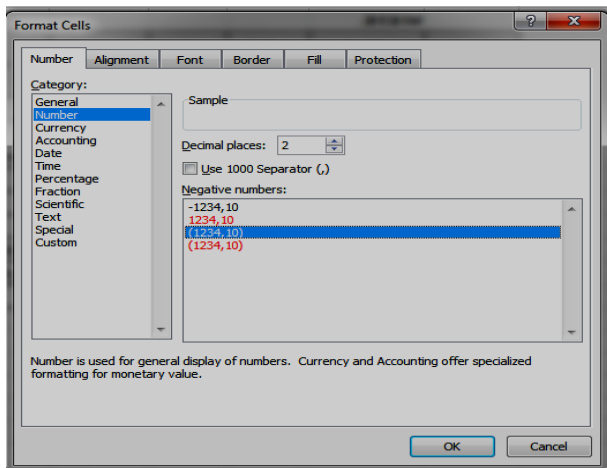 Format Cells
Number Alignment Font Border Fill Protection
Category:
General
Number
Currency
Accounting
Date
Time
Percentage
Fraction
Scientific
Text
Special
Custom
Sample
Decimal places: 2
Use 1000 Separator (,)
Negative numbers:
-1234,10
1234,10
(1234,10)
(1234,10)
Number is used for general display of numbers. Currency and Accounting offer specialized
formatting for monetary value.
OK Cancel